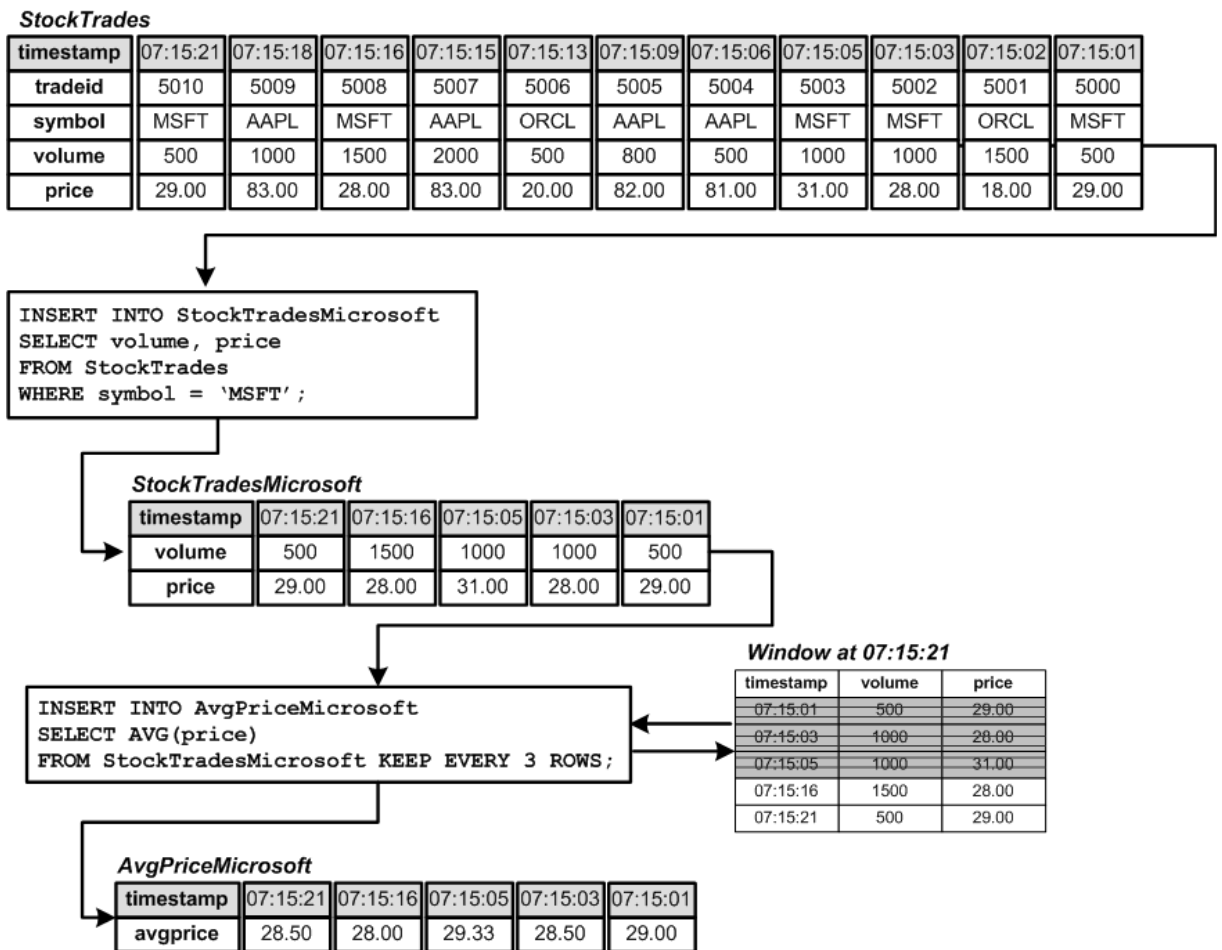 StockTrades
timestamp 07:15:21 07:15:18 07:15:16 07:15:15 07:15:13 07:15:09 07:15:06 07:15:05 07:15:03 07:15:02 07:15:01
tradeid 5010 5009 5008 5007 5006 5005 5004 5003 5002 5001 5000
symbol MSFT AAPL MSFT AAPL ORCL AAPL AAPL MSFT MSFT ORCL MSFT
volume 500 1000 1500 2000 500 800 500 1000 1000 1500 500
price 29.00 83.00 28.00 83.00 20.00 82.00 81.00 31.00 28.00 18.00 29.00
INSERT INTO StockTradesMicrosoft
SELECT volume, price
FROM StockTrades
WHERE symbol = ‘MSFT’;
StockTradesMicrosoft
timestamp 07:15:21 07:15:16 07:15:05 07:15:03 07:15:01
volume 500 1500 1000 1000 500
price 29.00 28.00 31.00 28.00 29.00
INSERT INTO AvgPriceMicrosoft
SELECT AVG(price)
FROM StockTradesMicrosoft KEEP EVERY 3 ROWS;
Window at 07:15:21
timestamp volume price
07:15:01 500 29.00
07:15:03 1000 28.00
07:15:05 1000 31.00
07:15:16 1500 28.00
07:15:21 500 29.00
AvgPriceMicrosoft
timestamp 07:15:21 07:15:16 07:15:05 07:15:03 07:15:01
avgprice 28.50 28.00 29.33 28.50 29.00